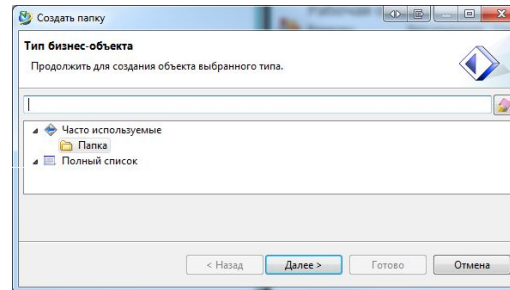 Создать папку
Тип бизнес-объекта
Продолжить для создания объекта выбранного типа.
Часто используемые
Папка
Полный список
< Назад
Далее >
Готово
Отмена